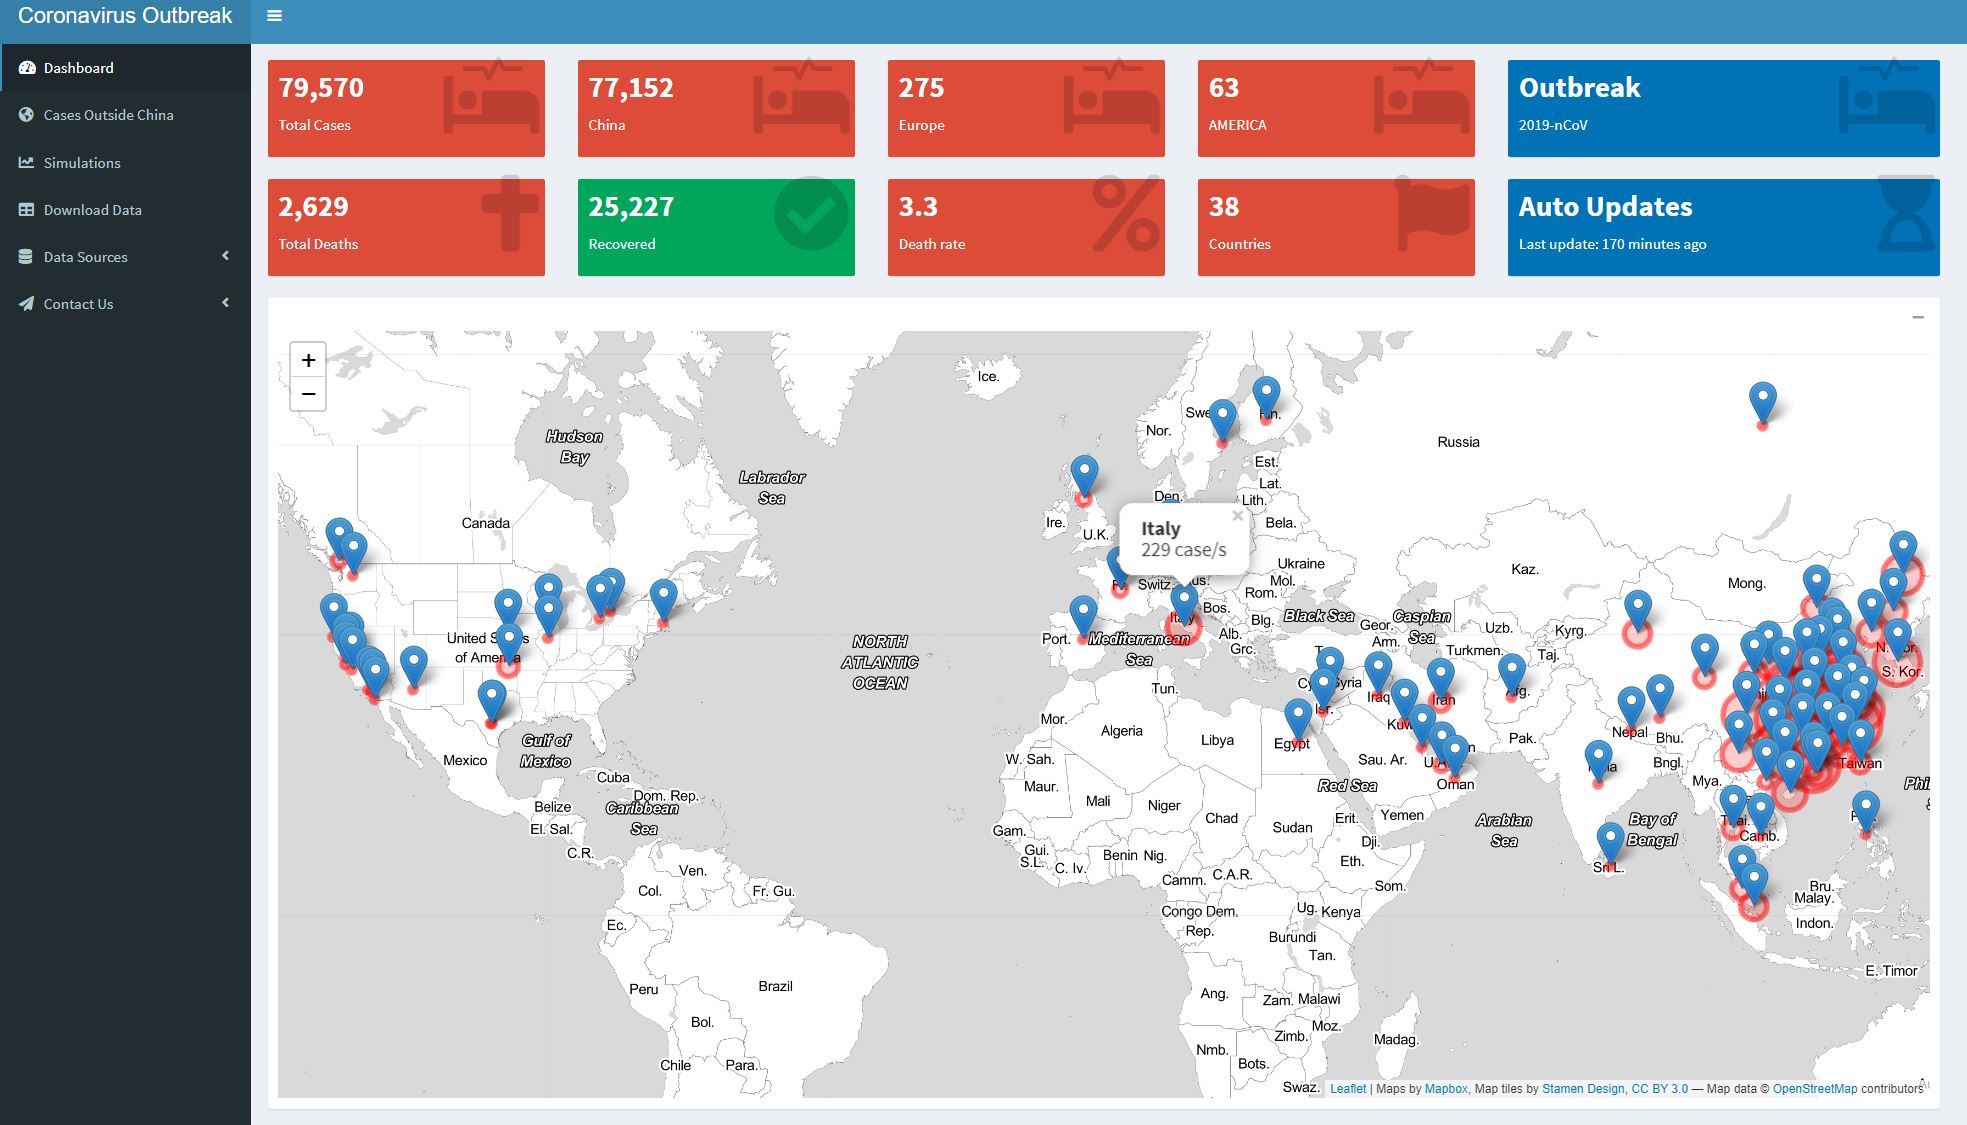 Coronavirus Outbreak
Dashboard
Cases Outside China
Simulations
Download Data
Data Sources
Contact Us
79,570
Total Cases
77,152
China
275
Europe
63
AMERICA
Outbreak
2019-nCoV
2,629
Total Deaths
25,227
Recovered
3.3
Death rate
38
Countries
Auto Updates
Last update: 170 minutes ago
+
−
Ice.
Swe
Nor.
Russia
Hudson
Bay
Est.
Labrador
Sea
Lat.
Den.
Lith.
Canada
Ire.
Bela.
U.K.
Italy
229 case/s
Ukraine
Kaz.
Switz.
us.
Mol.
Mong.
Rom.
Bos.
Black Sea
Caspian
Sea
Blg.
Geor.
Uzb.
Kyrg.
United S s
of America
NORTH
ATLANTIC
OCEAN
Port.
Mediterranean
Sea
Italy
Alb.
Arm.
Grc.
Turkmen.
Taj.
N. Kor.
S. Kor.
Tun.
Cy
Syria
Iraq
Iran
Afg.
Isr.
Mor.
Algeria
Libya
Egypt
Kuw
Pak.
Nepal
Bhu.
Gulf of
Mexico
Mexico
W. Sah.
Sau. Ar.
U.A.
Bngl.
Taiwan
Cuba
Maur.
Red Sea
Oman
Mya.
Phi
Dom. Rep.
Belize
Caribbean
Sea
Mali
Niger
Chad
Sudan
Erit.
Yemen
Arabian
Sea
Bay of
Bengal
Thai.
Camb.
El. Sal.
Gam.
Dji.
C.R.
Gui.
S.L.
C. Iv.
Benin
Nig.
Eth.
Sri L.
Ven.
Camm.
C.A.R.
Som.
Bru.
Malay.
Col.
Fr. Gu.
Congo Dem.
Rep.
Ug.
Kenya
Indon.
Ec.
Burundi
Tan.
E. Timor
Peru
Brazil
Ang.
Zam.
Malawi
Bol.
Moz.
Zimb.
Madag.
Nmb.
Bots.
Chile
Para.
Swaz.
Leaflet | Maps by Mapbox, Map tiles by Stamen Design, CC BY 3.0 — Map data © OpenStreetMap contributors